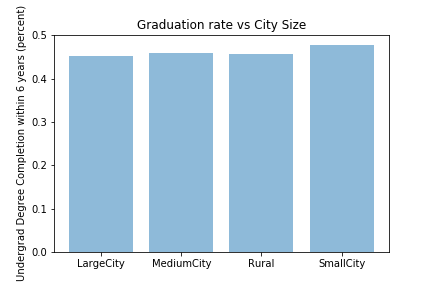 Graduation rate vs City Size
Undergrad Degree Completion within 6 years (percent)
0.5
0.4
0.3
0.2
0.1
0.0
LargeCity MediumCity Rural SmallCity